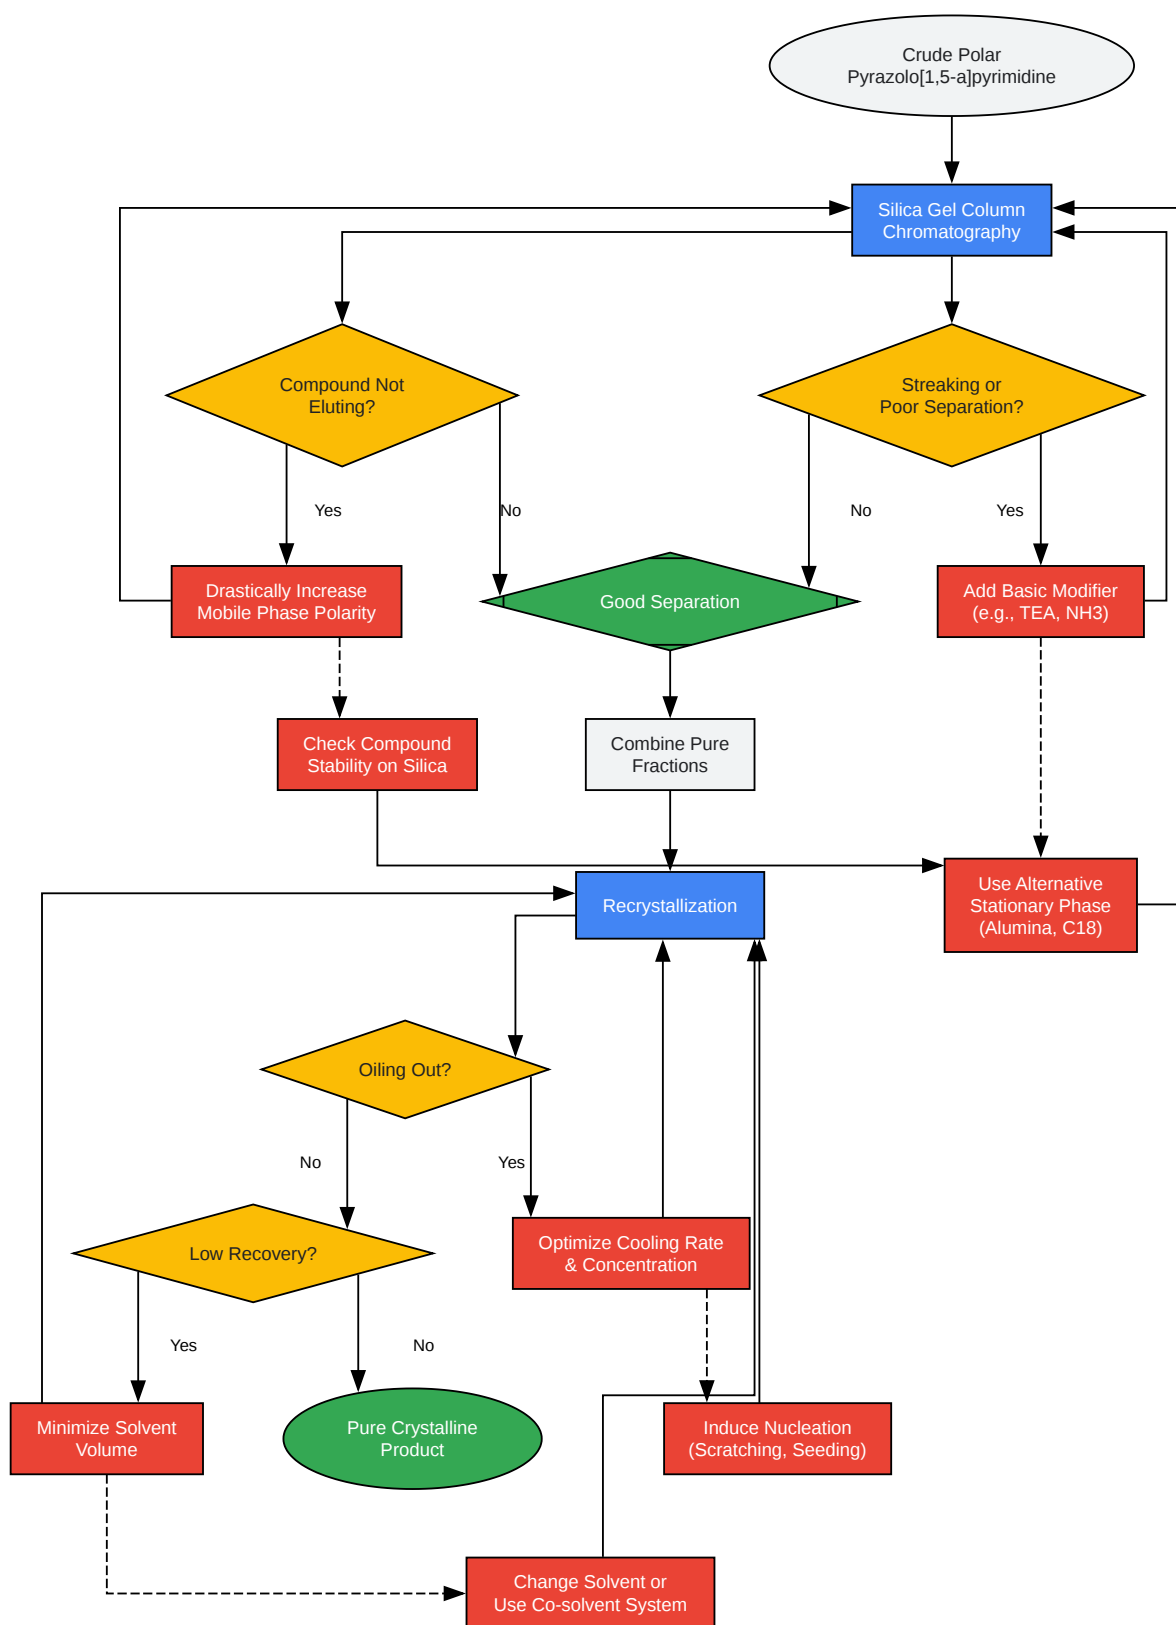 Crude Polar
Pyrazolo[1,5-a]pyrimidine
Silica Gel Column
Chromatography
Compound Not
Eluting?
Streaking or
Poor Separation?
Yes
No
No
Yes
Drastically Increase
Mobile Phase Polarity
Good Separation
Add Basic Modifier
(e.g., TEA, NH3)
Check Compound
Stability on Silica
Combine Pure
Fractions
Use Alternative
Stationary Phase
(Alumina, C18)
Recrystallization
Oiling Out?
No
Yes
Low Recovery?
Optimize Cooling Rate
& Concentration
Yes
No
Minimize Solvent
Volume
Pure Crystalline
Product
Induce Nucleation
(Scratching, Seeding)
Change Solvent or
Use Co-solvent System